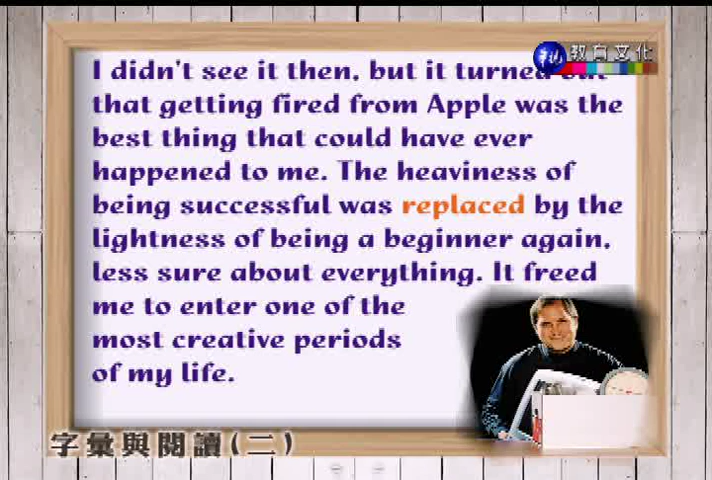 華視 教育文化
I didn't see it then, but it turned out
that getting fired from Apple was the
best thing that could have ever
happened to me. The heaviness of
being successful was replaced by the
lightness of being a beginner again,
less sure about everything. It freed
me to enter one of the
most creative periods
of my life.
字彙與閱讀(二)